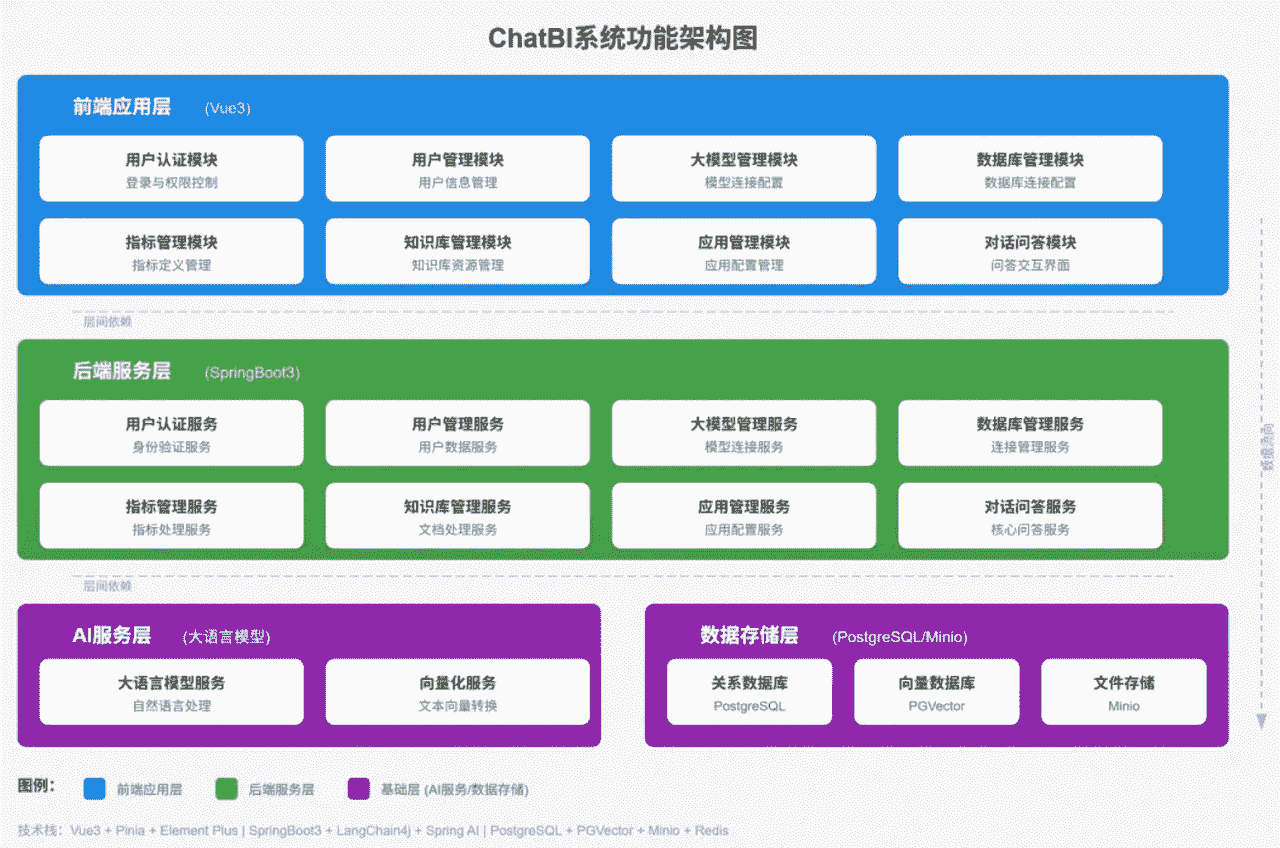 ChatBI系统功能架构图
前端应用层 (Vue3)
用户认证模块 用户管理模块 大模型管理模块 数据库管理模块
登录与权限控制 用户信息管理 模型连接配置 数据库连接配置
指标管理模块 知识库管理模块 应用管理模块 对话问答模块
指标定义管理 知识库资源管理 应用配置管理 问答交互界面
层间依赖
后端服务层 (SpringBoot3)
用户认证服务 用户管理服务 大模型管理服务 数据库管理服务
身份验证服务 用户数据服务 模型连接服务 连接管理服务
指标管理服务 知识库管理服务 应用管理服务 对话问答服务
指标处理服务 文档处理服务 应用配置服务 核心问答服务
数据流向
层间依赖
AI服务层 (大语言模型) 数据存储层 (PostgreSQL/Minio)
大语言模型服务 向量化服务 关系数据库 向量数据库 文件存储
自然语言处理 文本向量转换 PostgreSQL PGVector Minio
图例: 前端应用层 后端服务层 基础层 (AI服务/数据存储)
技术栈: Vue3 + Pinia + Element Plus | SpringBoot3 + LangChain4j + Spring AI | PostgreSQL + PGVector + Minio + Redis